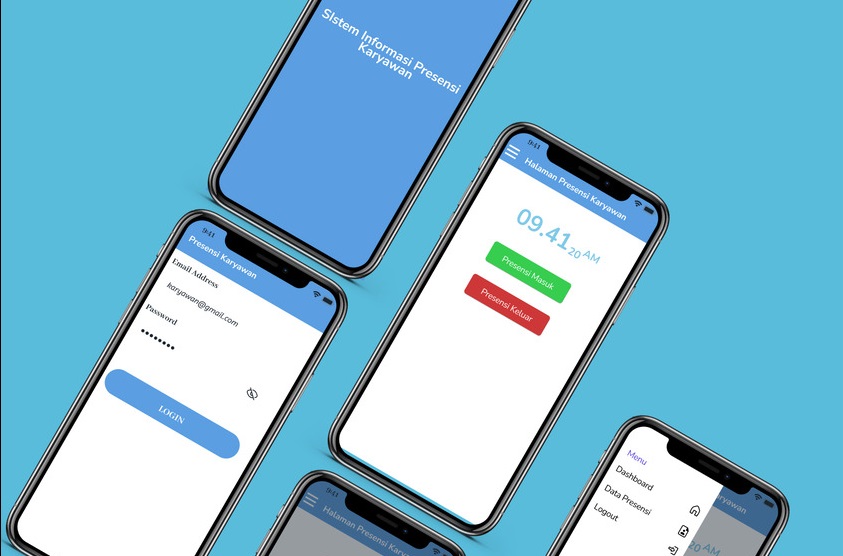 SIstem Informasi Presensi
Karyawan
9:41
Presensi Karyawan
Email Address
karyawan@gmail.com
Password
LOGIN
9:41
Halaman Presensi Karyawan
09.41 20 AM
Presensi Masuk
Presensi Keluar
9:41
Halaman Presensi Kary
Menu
Dashboard
Data Presensi
Logout
aryawan
20 AM